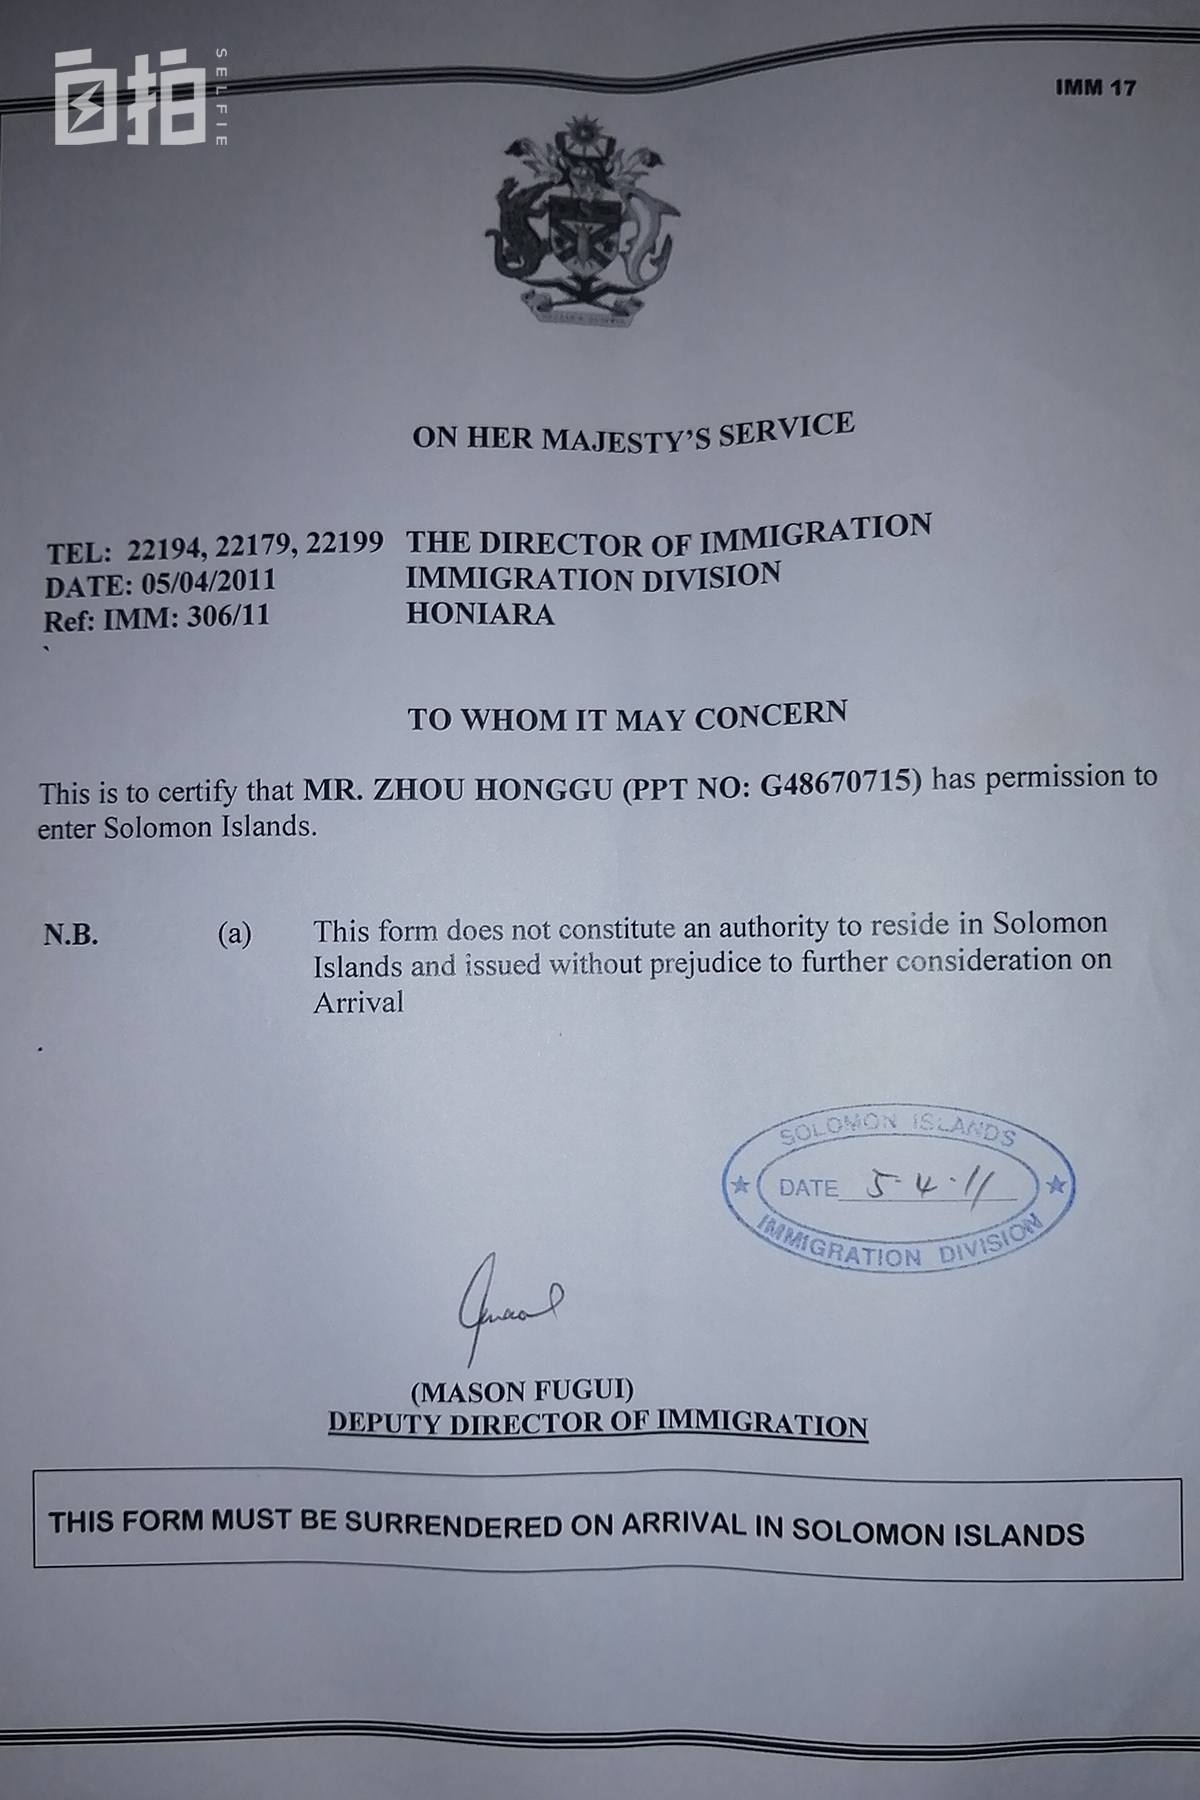 自拍
SELFIE
IMM 17
ON HER MAJESTY'S SERVICE
TEL: 22194, 22179, 22199 THE DIRECTOR OF IMMIGRATION
DATE: 05/04/2011 IMMIGRATION DIVISION
Ref: IMM: 306/11 HONIARA
TO WHOM IT MAY CONCERN
This is to certify that MR. ZHOU HONGGU (PPT NO: G48670715) has permission to
enter Solomon Islands.
N.B. (a) This form does not constitute an authority to reside in Solomon
Islands and issued without prejudice to further consideration on
Arrival
SOLOMON ISLANDS
DATE 5-4-11
IMMIGRATION DIVISION
(MASON FUGUI)
DEPUTY DIRECTOR OF IMMIGRATION
THIS FORM MUST BE SURRENDERED ON ARRIVAL IN SOLOMON ISLANDS